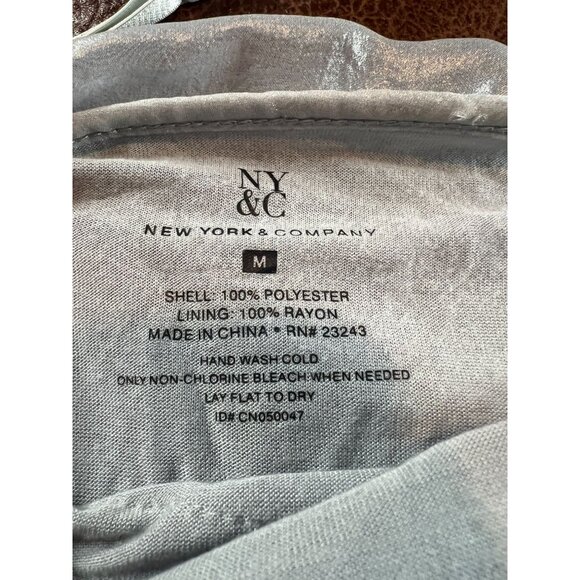 NY
&C
NEW YORK & COMPANY
M
SHELL: 100% POLYESTER
LINING: 100% RAYON
MADE IN CHINA • RN# 23243
HAND WASH COLD
ONLY NON-CHLORINE BLEACH WHEN NEEDED
LAY FLAT TO DRY
ID# CN050047